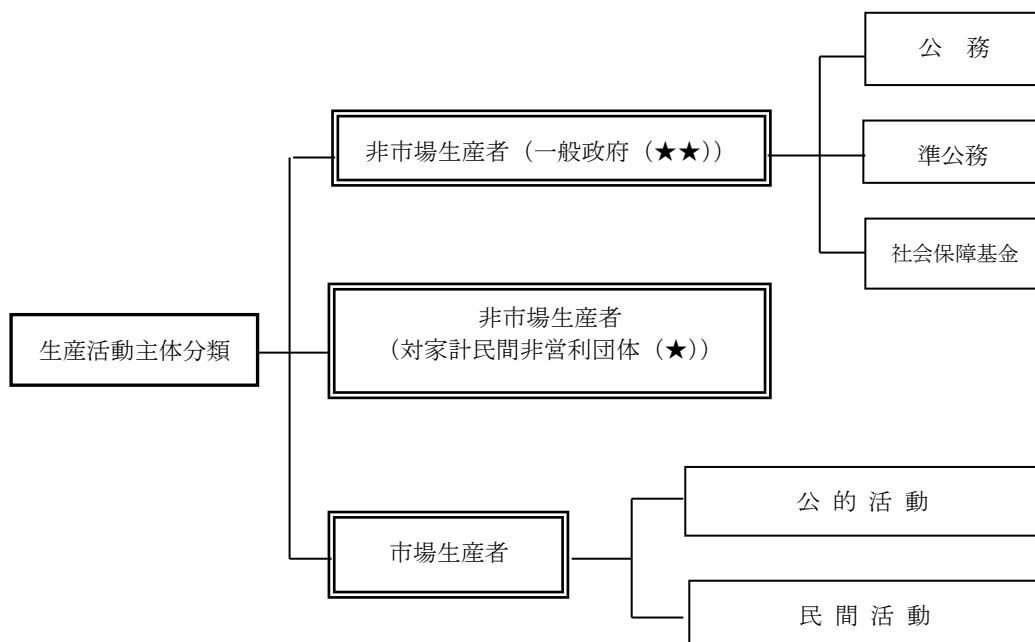 公　務
非市場生産者（一般政府（★★））
準公務
社会保障基金
非市場生産者
（対家計民間非営利団体（★））
生産活動主体分類
公 的 活 動
市場生産者
民 間 活 動